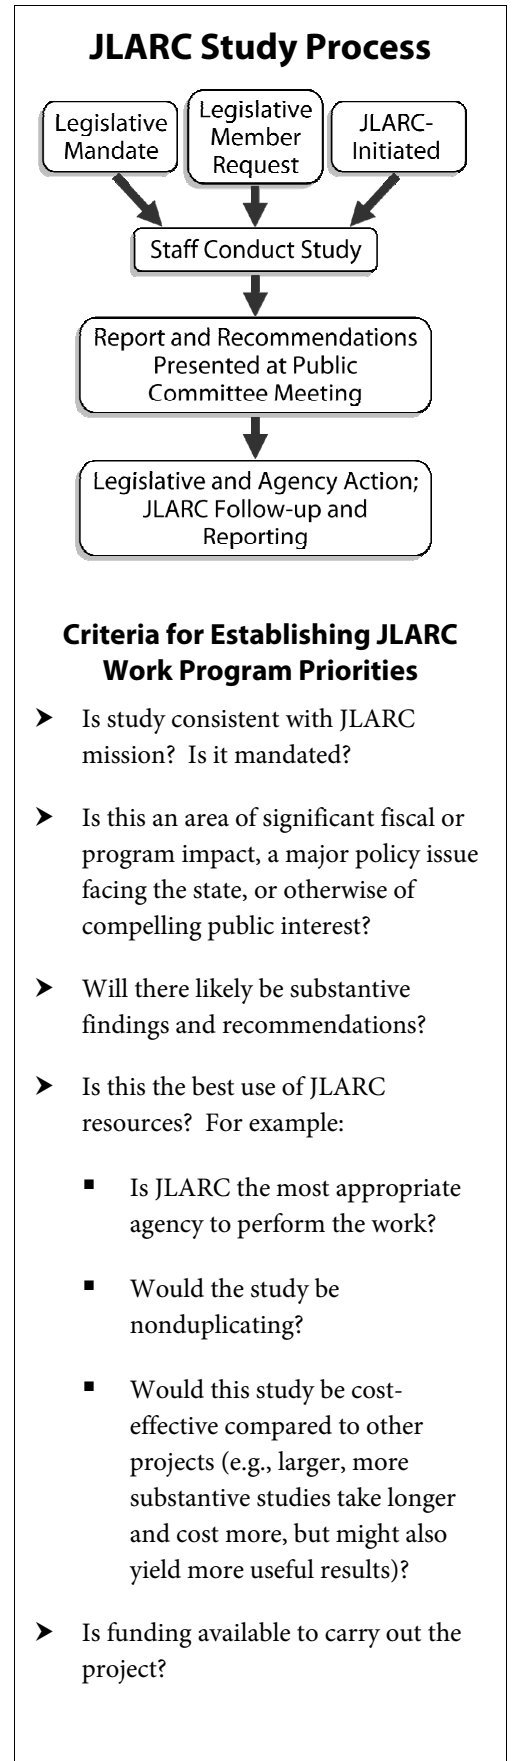 JLARC Study Process
Legislative
Mandate
Legislative
Member
Request
JLARC-
Initiated
Staff Conduct Study
Report and Recommendations
Presented at Public
Committee Meeting
Legislative and Agency Action;
JLARC Follow-up and
Reporting
Criteria for Establishing JLARC
Work Program Priorities
➤ Is study consistent with JLARC
mission?  Is it mandated?
➤ Is this an area of significant fiscal or
program impact, a major policy issue
facing the state, or otherwise of
compelling public interest?
➤ Will there likely be substantive
findings and recommendations?
➤ Is this the best use of JLARC
resources?  For example:
▪ Is JLARC the most appropriate
agency to perform the work?
▪ Would the study be
nonduplicating?
▪ Would this study be cost-
effective compared to other
projects (e.g., larger, more
substantive studies take longer
and cost more, but might also
yield more useful results)?
➤ Is funding available to carry out the
project?